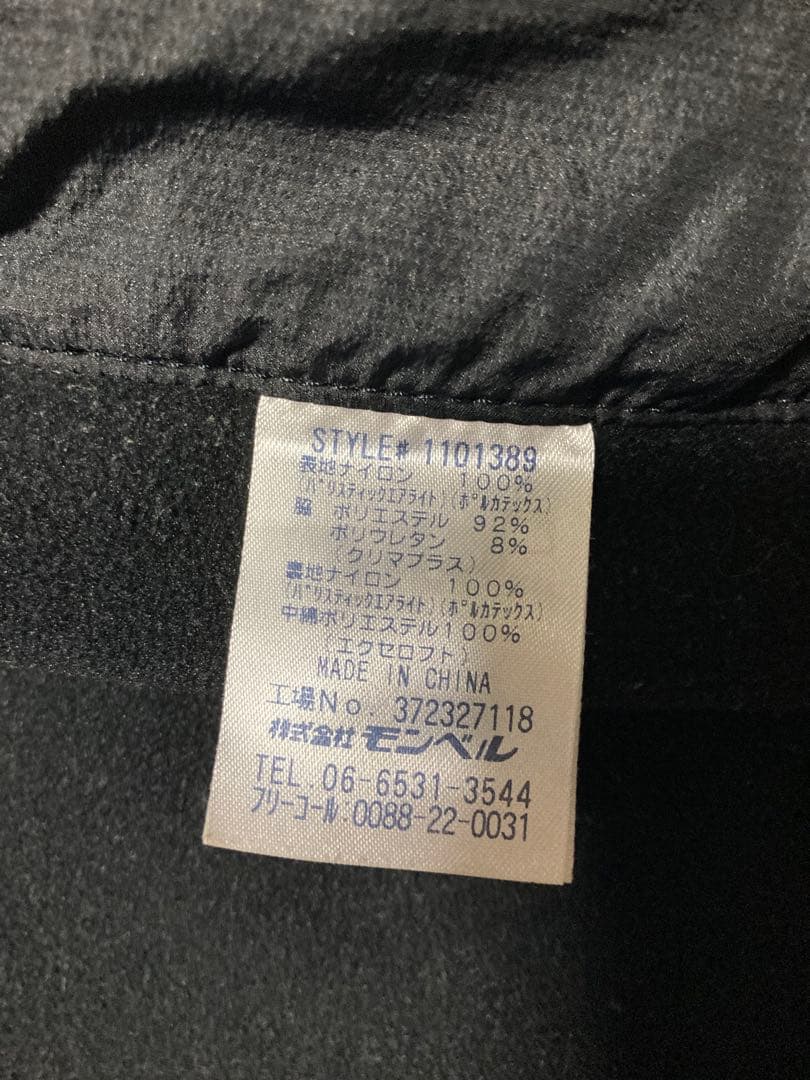 STYLE# 1101389
表地ナイロン 100%
(バリスティックエアライト)(ポルカテックス)
脇 ポリエステル 92%
ポリウレタン 8%
(クリマプラス)
裏地ナイロン 100%
(バリスティックエアライト)(ポルカテックス)
中綿ポリエステル100%
(エクセロフト)
MADE IN CHINA
工場No. 372327118
株式会社 モンベル
TEL.06-6531-3544
フリーコール:0088-22-0031